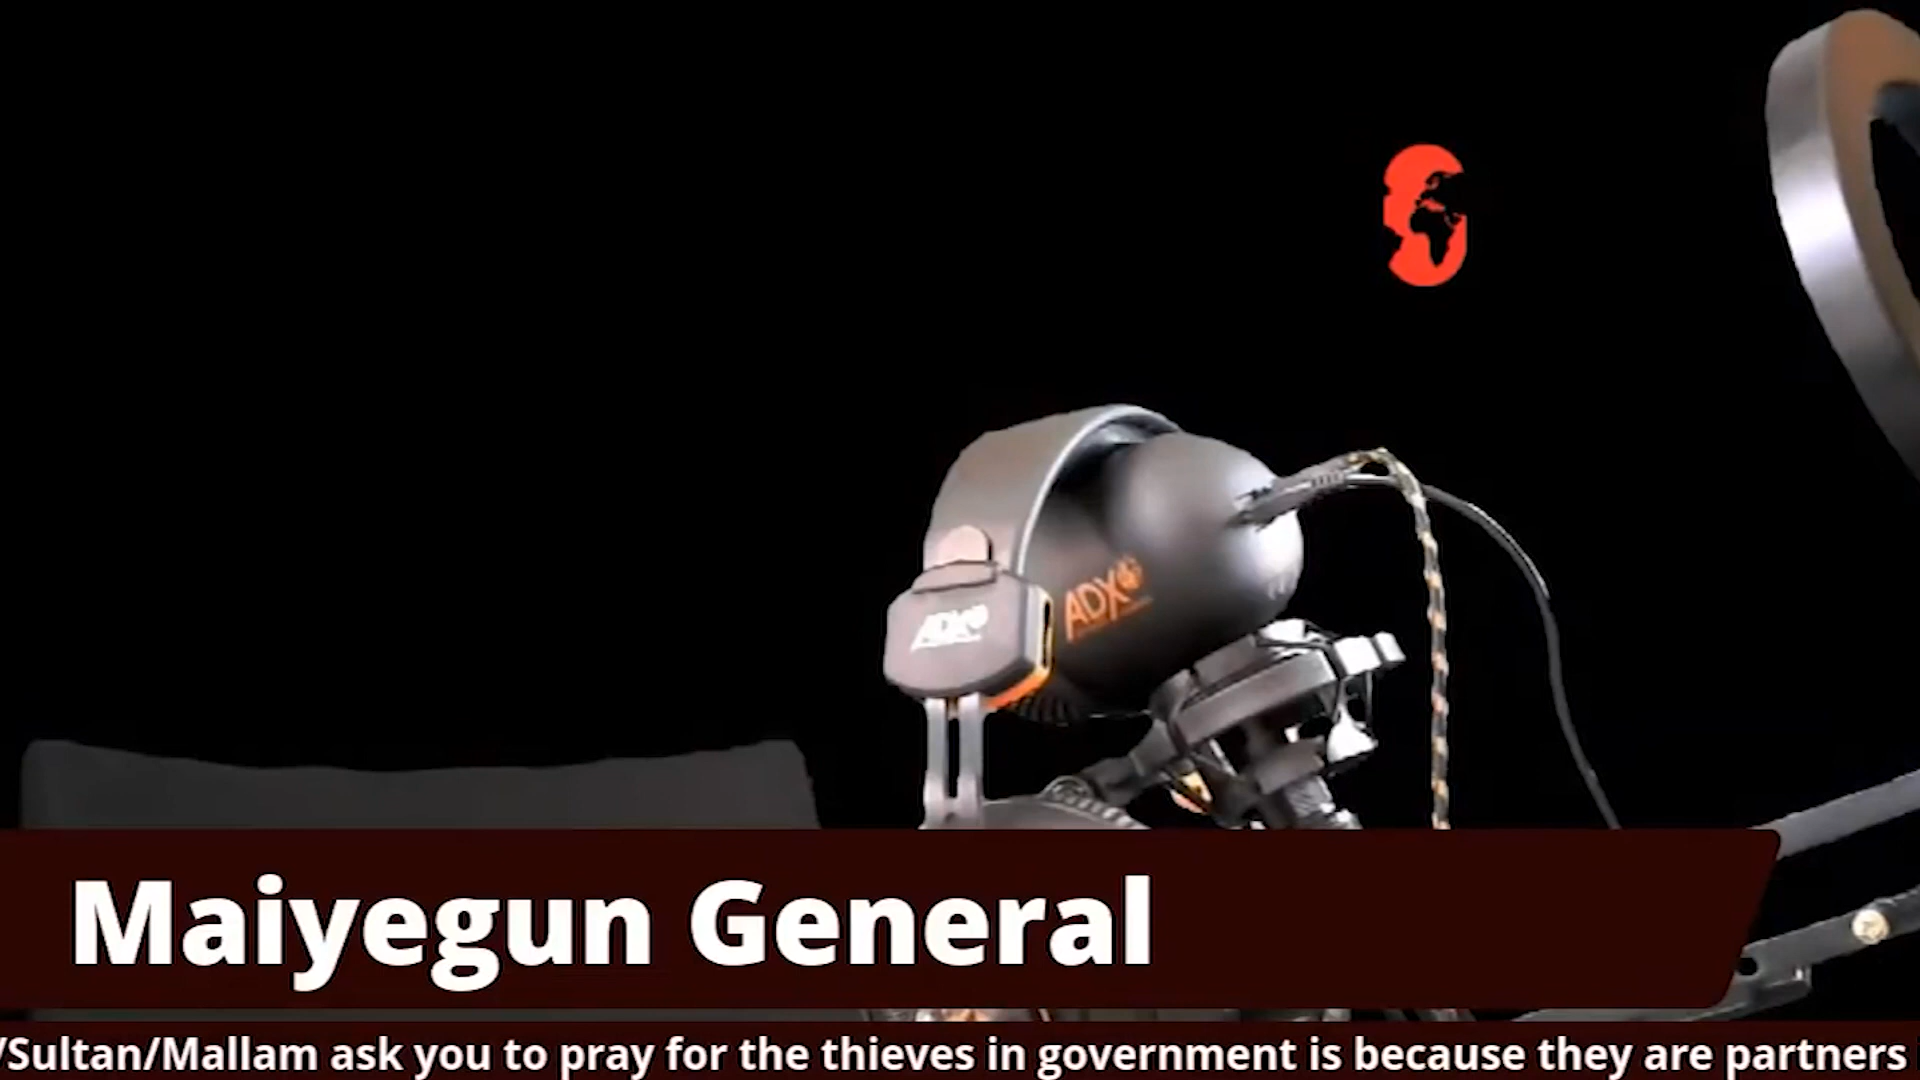 ADX
ADX
Maiyegun General
/Sultan/Mallam ask you to pray for the thieves in government is because they are partners